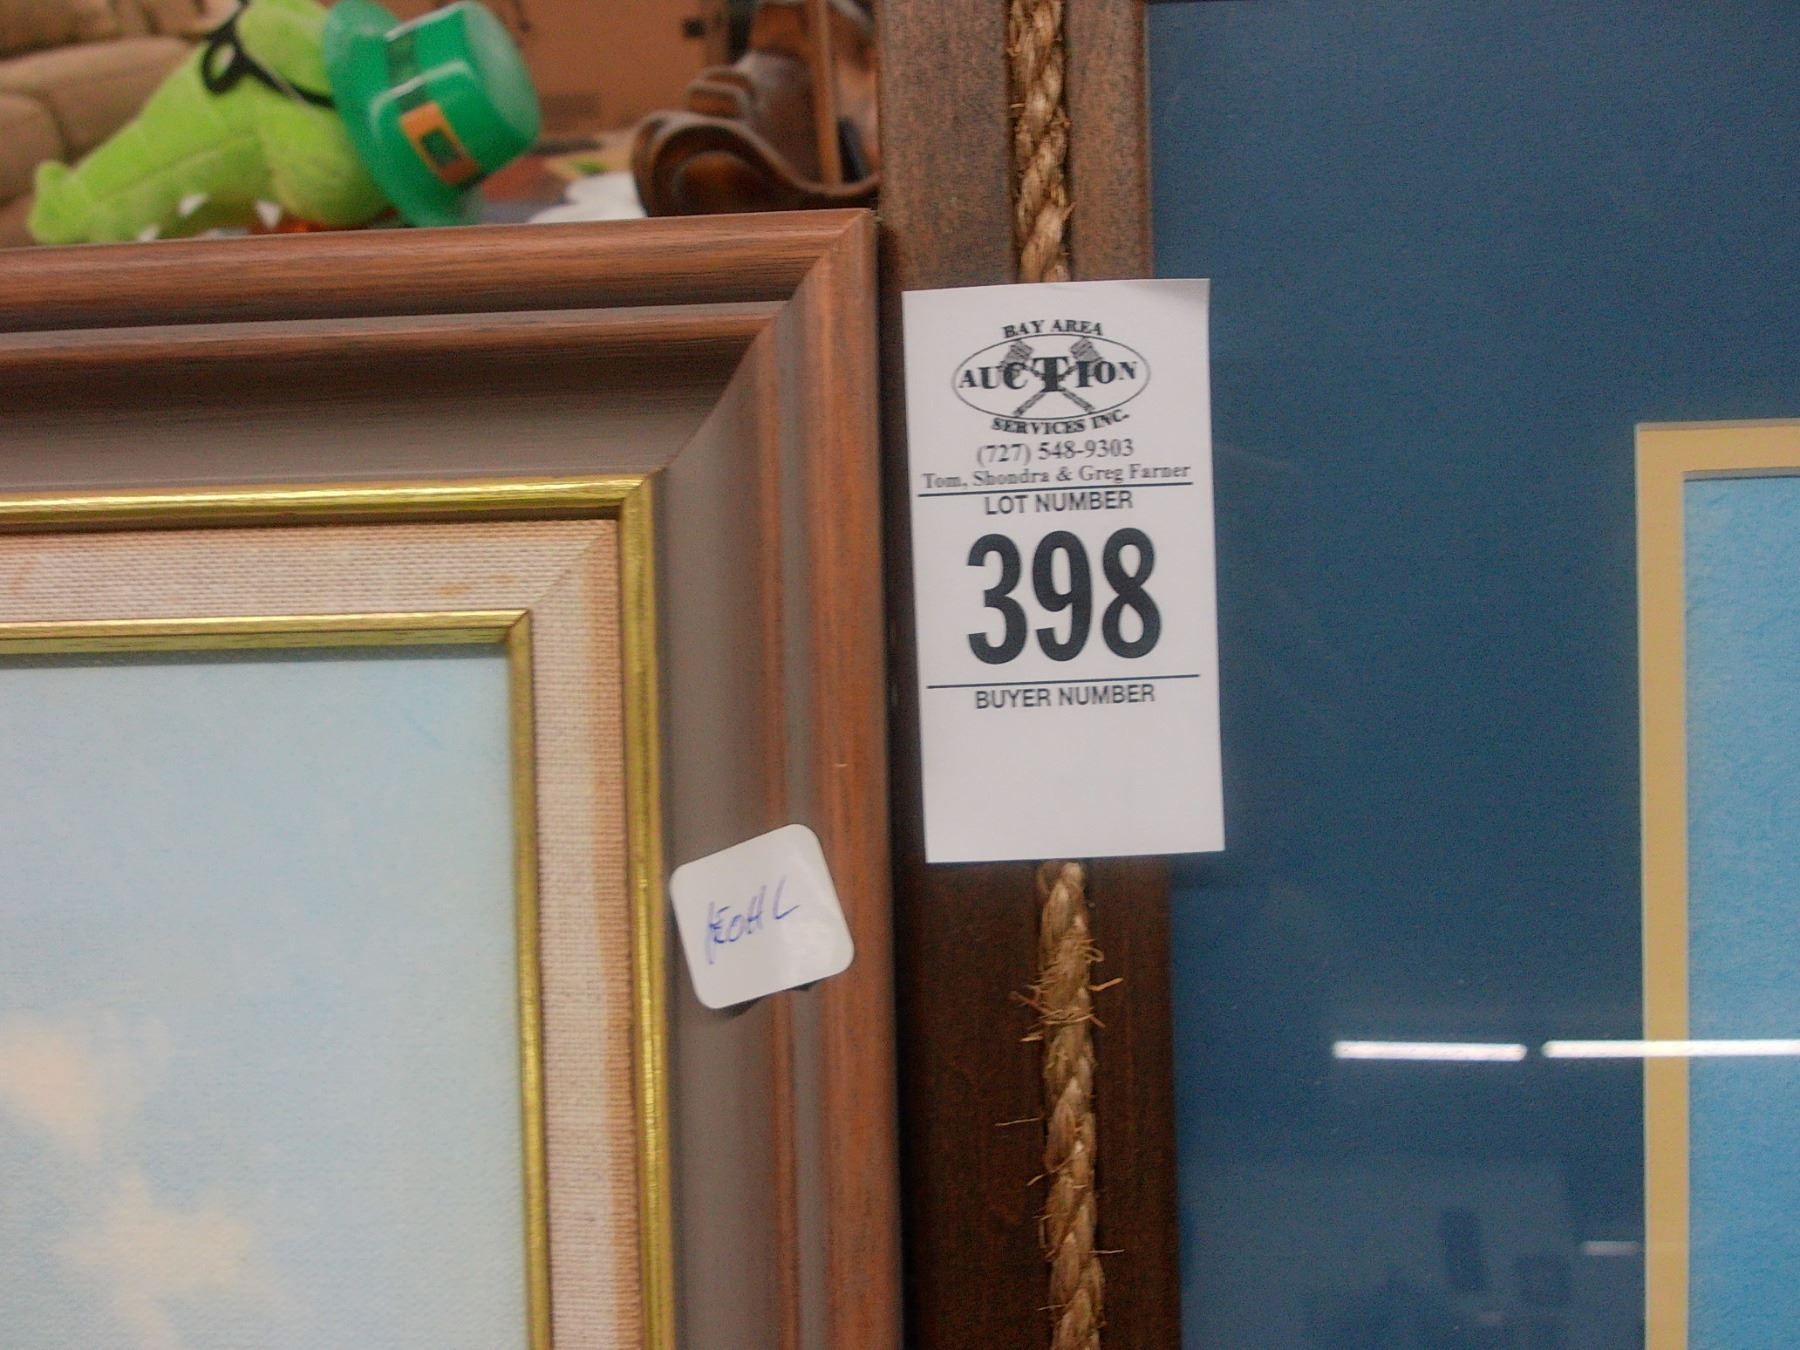 BAY AREA
AUCTION
SERVICES INC.
(727) 548-9303
Tom, Shondra & Greg Farner
LOT NUMBER
398
BUYER NUMBER